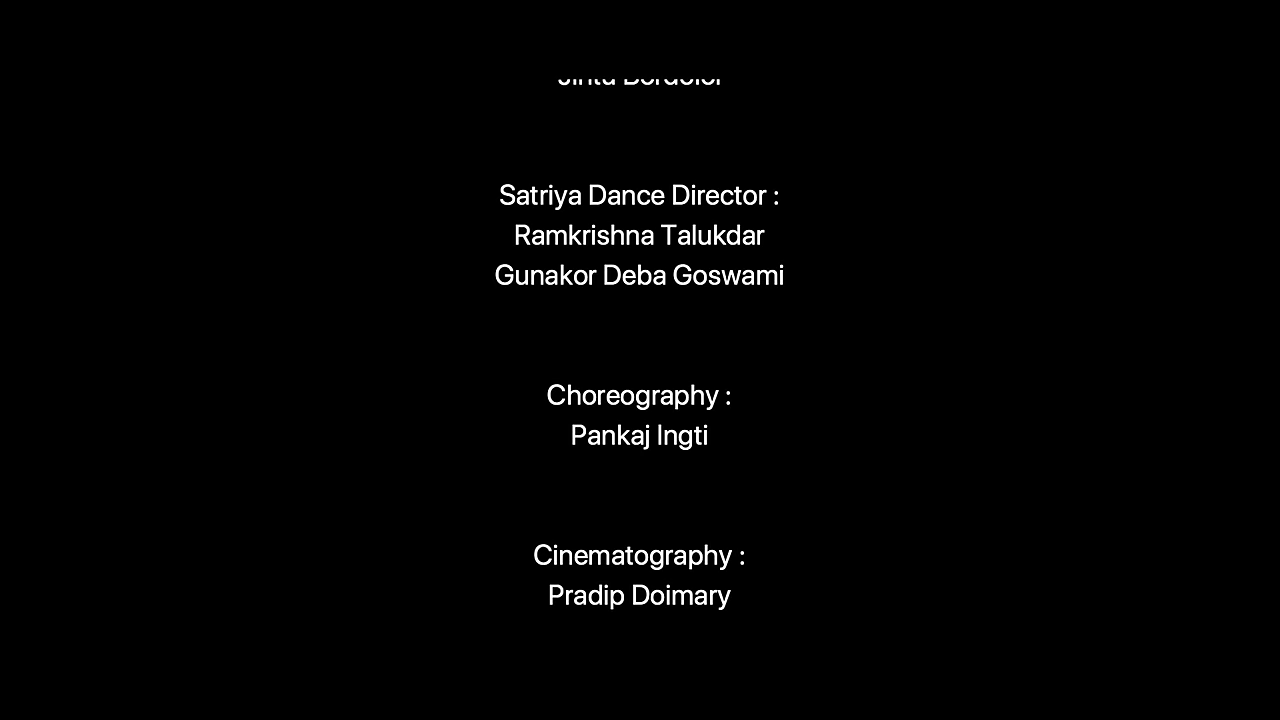 Satriya Dance Director :
Ramkrishna Talukdar
Gunakor Deba Goswami
Choreography :
Pankaj Ingti
Cinematography :
Pradip Doimary